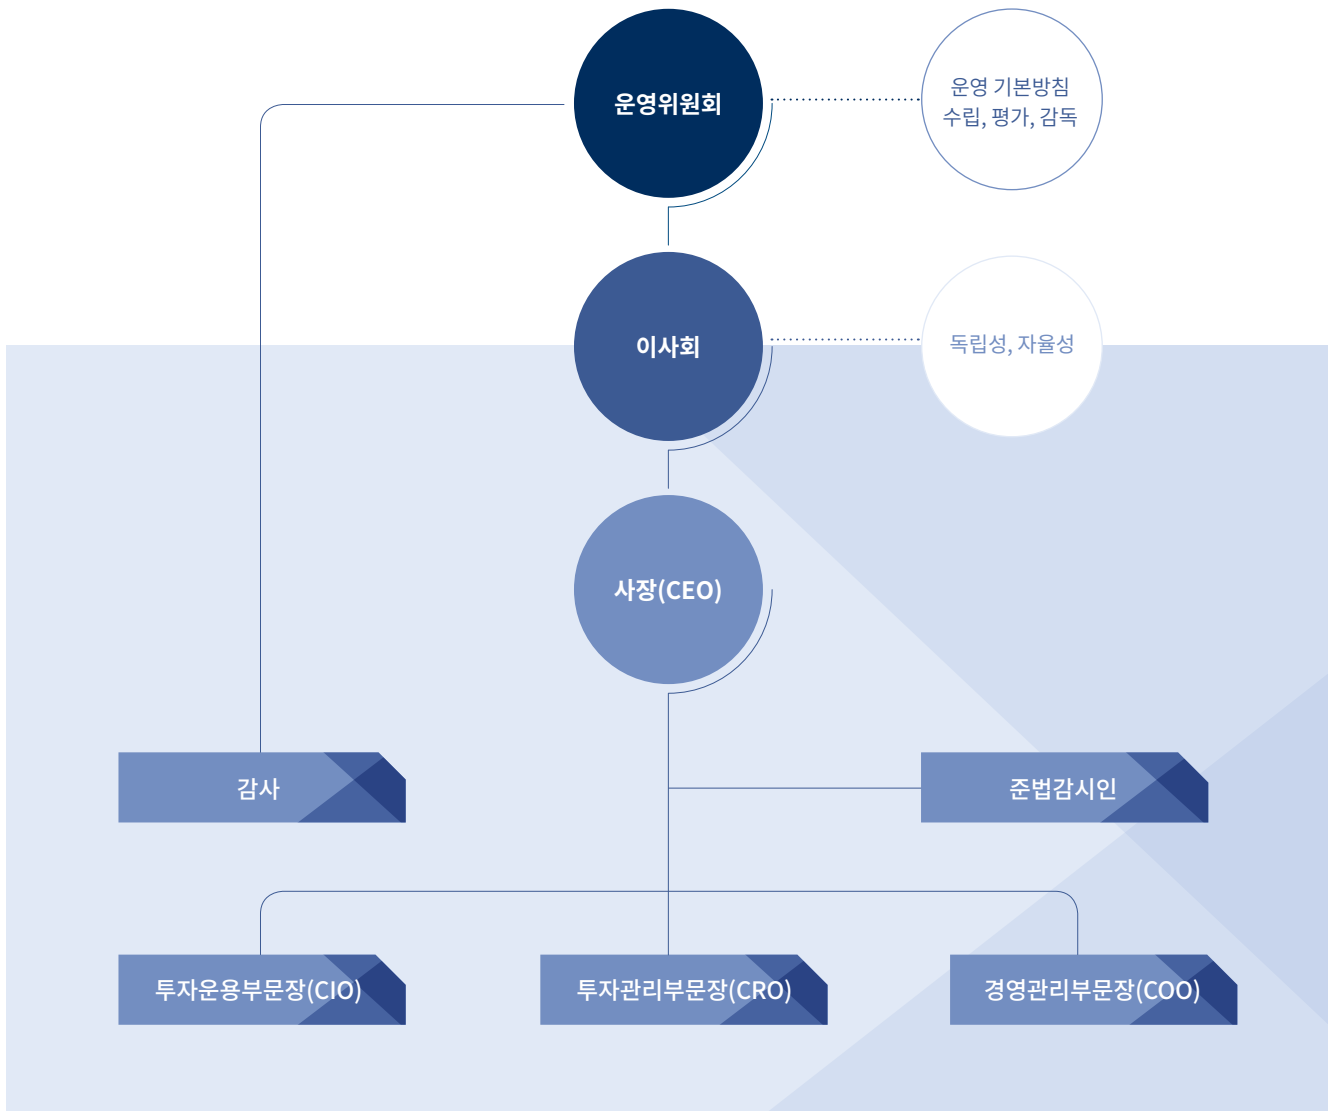 운영위원회
운영 기본방침
수립, 평가, 감독
이사회
독립성, 자율성
사장(CEO)
감사
준법감시인
투자운용부문장(CIO)
투자관리부문장(CRO)
경영관리부문장(COO)